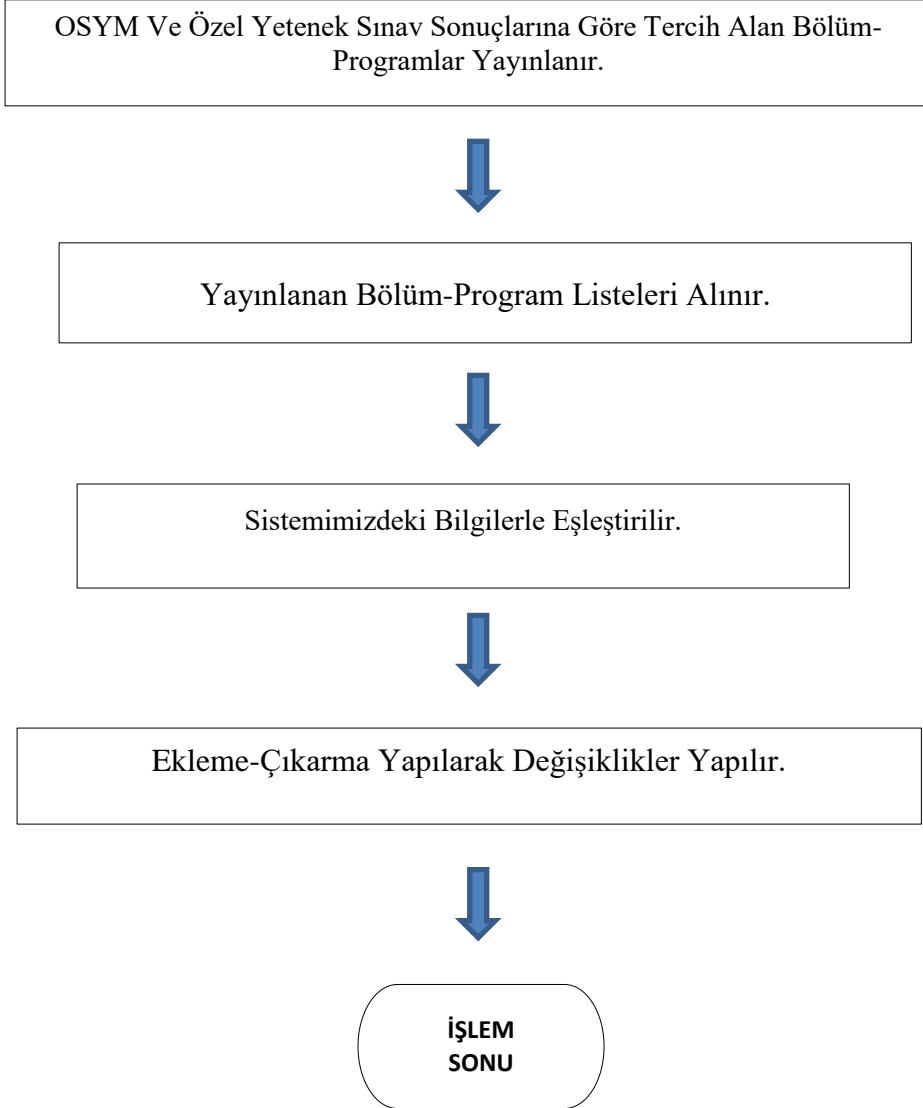 OSYM Ve Özel Yetenek Sınav Sonuçlarına Göre Tercih Alan Bölüm-
Programlar Yayınlanır.
Yayınlanan Bölüm-Program Listeleri Alınır.
Sistemimizdeki Bilgilerle Eşleştirilir.
Ekleme-Çıkarma Yapılarak Değişiklikler Yapılır.
İŞLEM
SONU